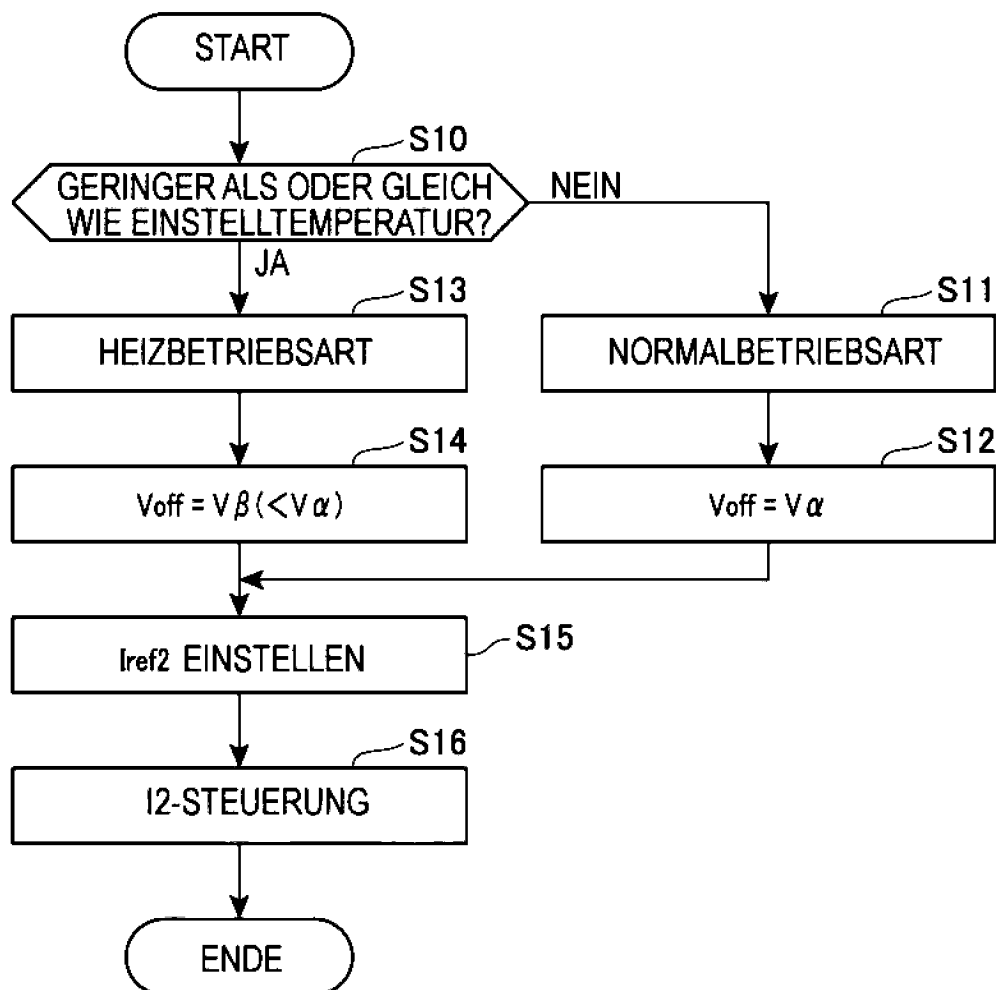 START
S10
GERINGER ALS ODER GLEICH
WIE EINSTELLTEMPERATUR?
NEIN
JA
S13
HEIZBETRIEBSART
S11
NORMALBETRIEBSART
S14
Voff = Vβ(<Vα)
S12
Voff = Vα
S15
Iref2 EINSTELLEN
S16
I2-STEUERUNG
ENDE